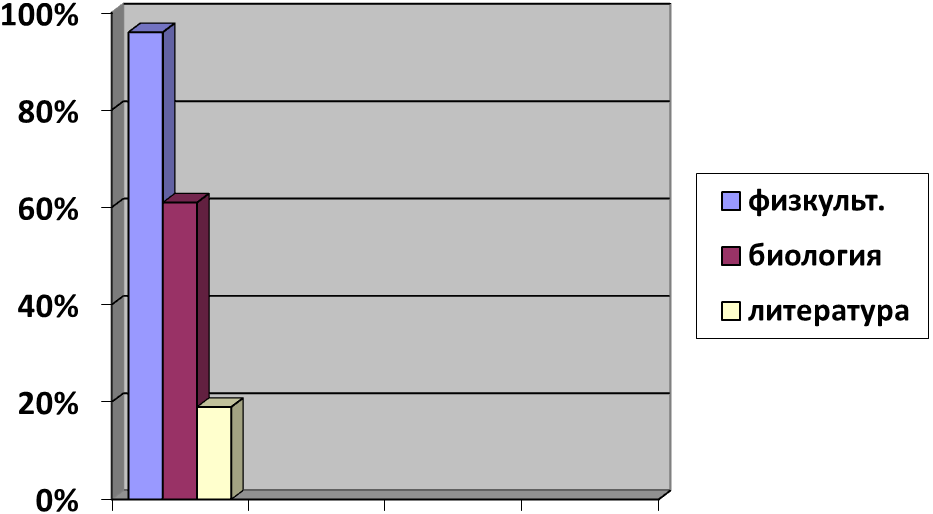 100%
80%
60%
40%
20%
0%
физкульт.
биология
литература